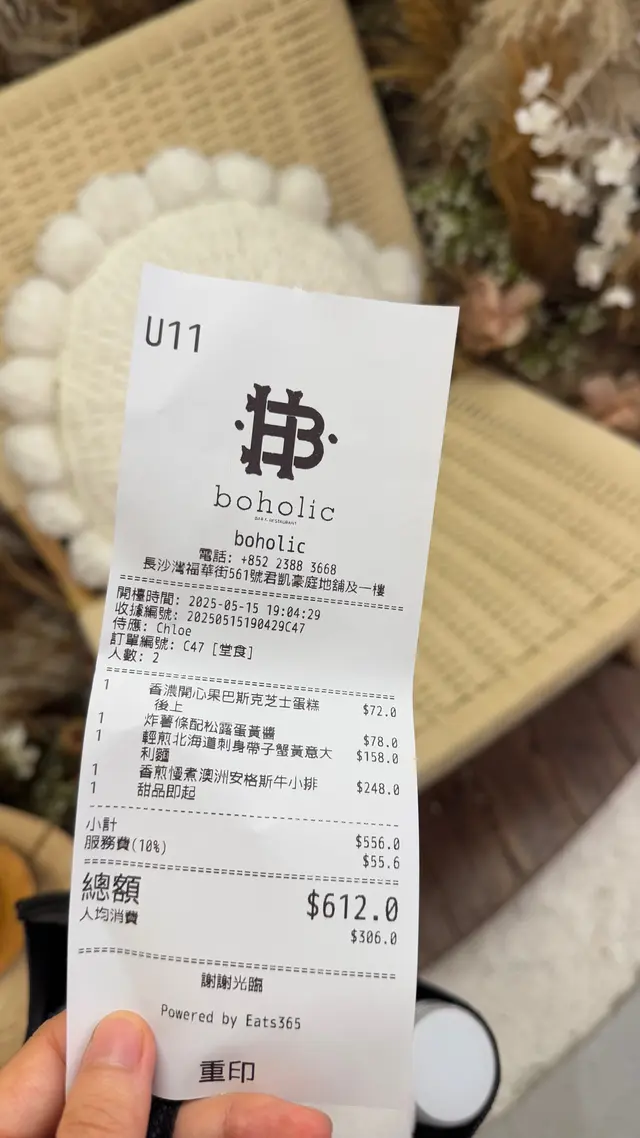 U11
HB
boholic
BAR & RESTAURANT
boholic
電話: +852 2388 3668
長沙灣福華街561號君凱豪庭地舖及一樓
開檯時間: 2025-05-15 19:04:29
收據編號: 20250515190429C47
侍應: Chloe
訂單編號: C47 [堂食]
人數: 2
1 香濃開心果巴斯克芝士蛋糕 $72.0
後上
1 炸薯條配松露蛋黃醬 $78.0
1 輕煎北海道刺身帶子蟹黃意大 $158.0
利麵
1 香煎慢煮澳洲安格斯牛小排 $248.0
1 甜品即起
小計 $556.0
服務費(10%) $55.6
總額 $612.0
人均消費 $306.0
謝謝光臨
Powered by Eats365
重印